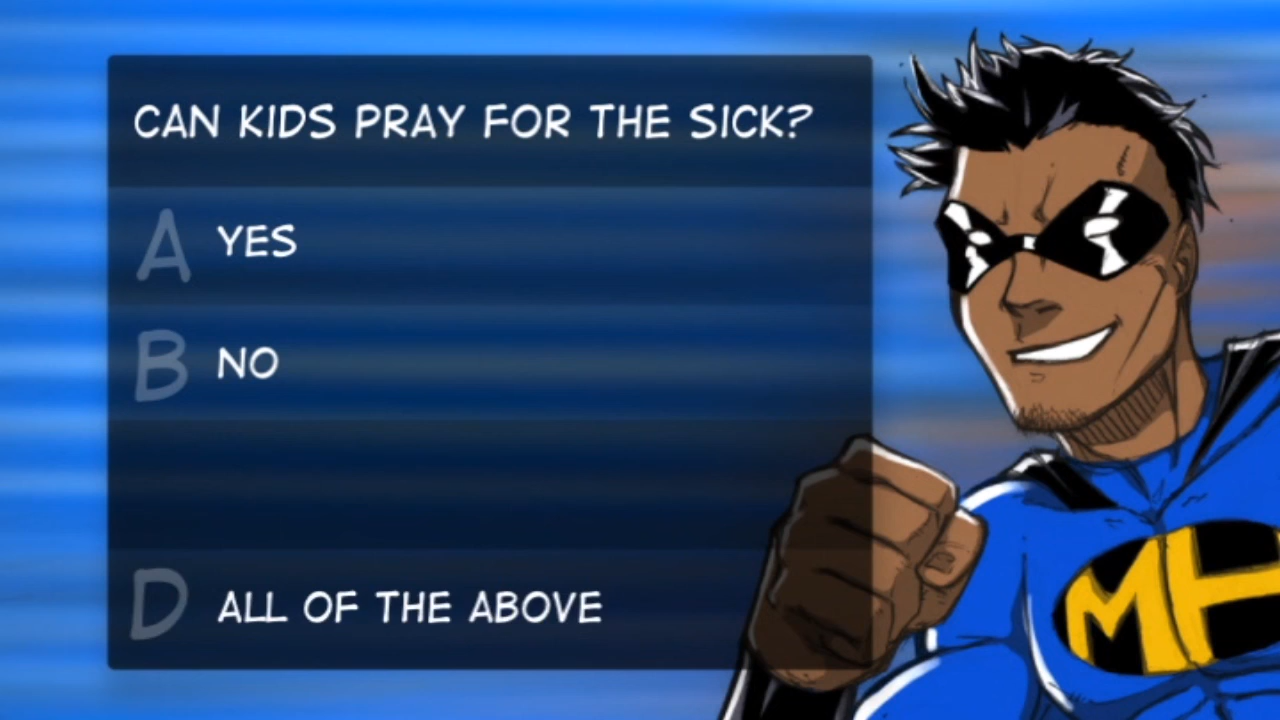 CAN KIDS PRAY FOR THE SICK?
A YES
B NO
D ALL OF THE ABOVE
MH